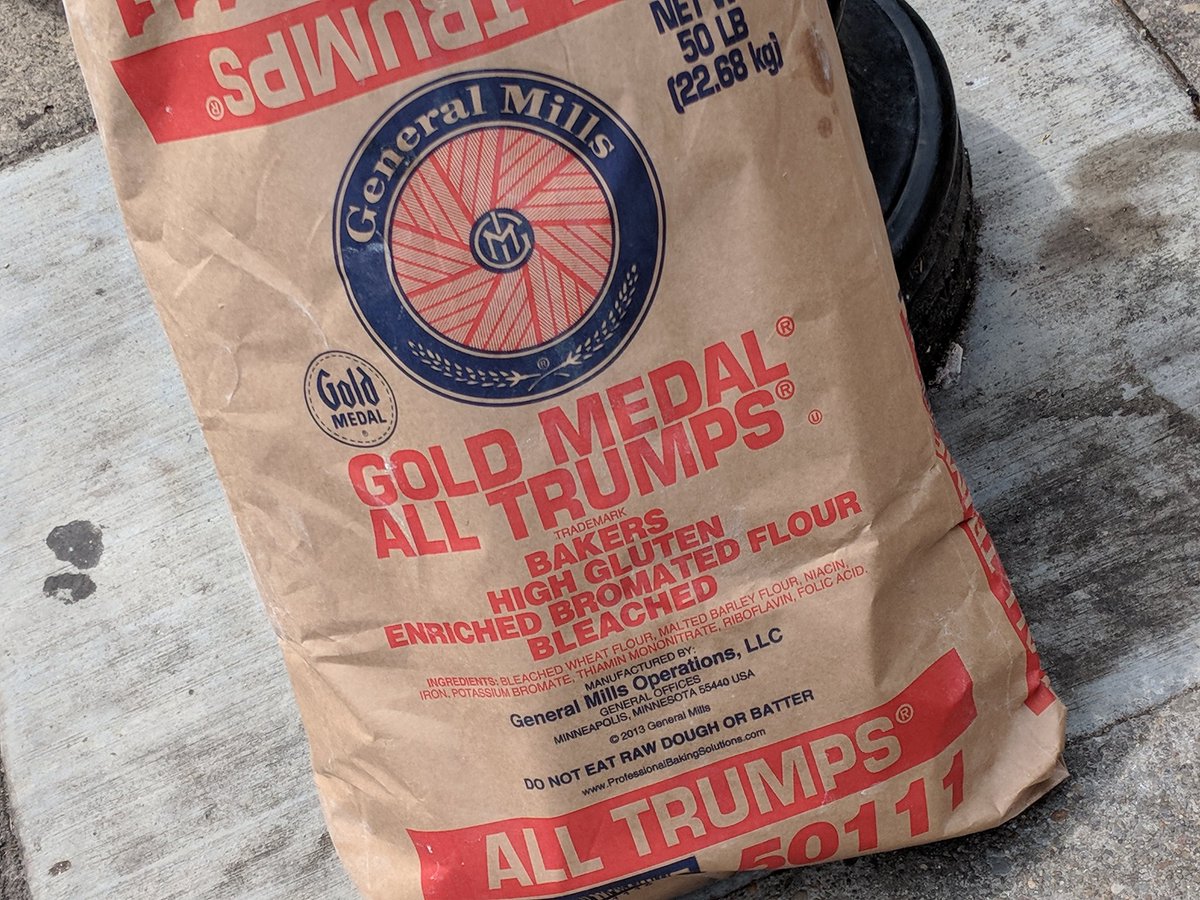 ALL TRUMPS®
NET W
50 LB
(22.68 kg)
General Mills
GM
®
Gold
MEDAL
®
GOLD MEDAL®
ALL TRUMPS®
U
TRADEMARK
BAKERS
HIGH GLUTEN
ENRICHED BROMATED FLOUR
BLEACHED
INGREDIENTS: BLEACHED WHEAT FLOUR, MALTED BARLEY FLOUR, NIACIN,
IRON, POTASSIUM BROMATE, THIAMIN MONONITRATE, RIBOFLAVIN, FOLIC ACID.
MANUFACTURED BY:
General Mills Operations, LLC
GENERAL OFFICES
MINNEAPOLIS, MINNESOTA 55440 USA
© 2013 General Mills
DO NOT EAT RAW DOUGH OR BATTER
www.ProfessionalBakingSolutions.com
ALL TRUMPS®
50111